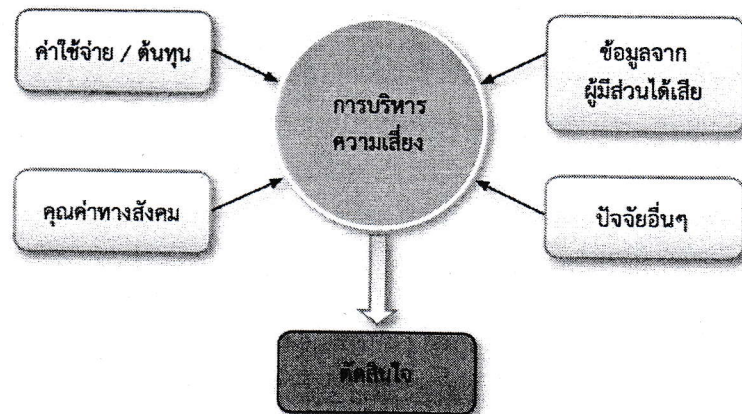 ค่าใช้จ่าย / ต้นทุน
ข้อมูลจาก
ผู้มีส่วนได้เสีย
การบริหาร
ความเสี่ยง
คุณค่าทางสังคม
ปัจจัยอื่นๆ
ตัดสินใจ